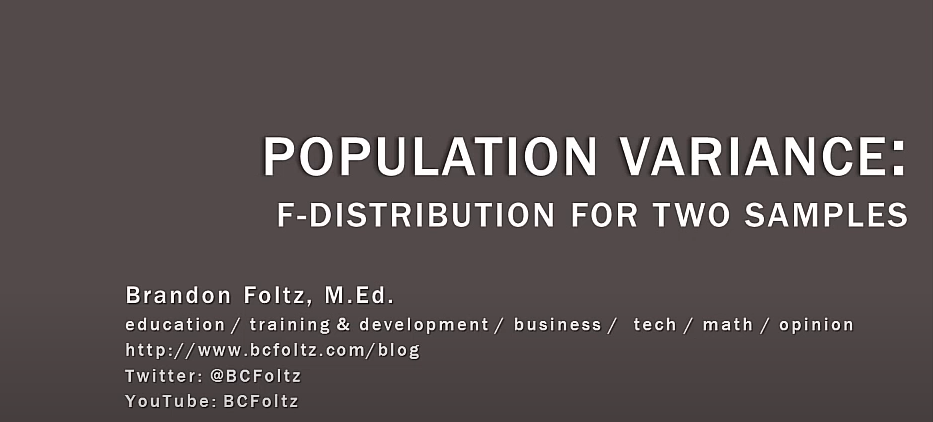 POPULATION VARIANCE:
F-DISTRIBUTION FOR TWO SAMPLES
Brandon Foltz, M.Ed.
education / training & development / business / tech / math / opinion
http://www.bcfoltz.com/blog
Twitter: @BCFoltz
YouTube: BCFoltz